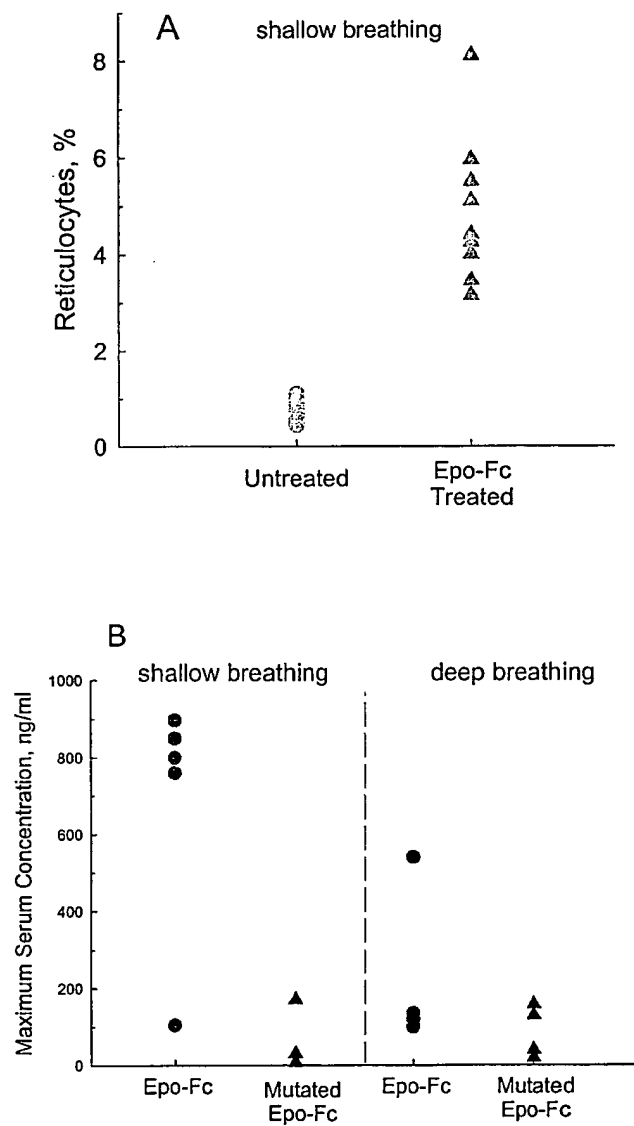 A
shallow breathing
8
6
4
2
0
Reticulocytes, %
Untreated
Epo-Fc
Treated
B
shallow breathing
deep breathing
1000
800
600
400
200
0
Maximum Serum Concentration, ng/ml
Epo-Fc
Mutated
Epo-Fc
Epo-Fc
Mutated
Epo-Fc